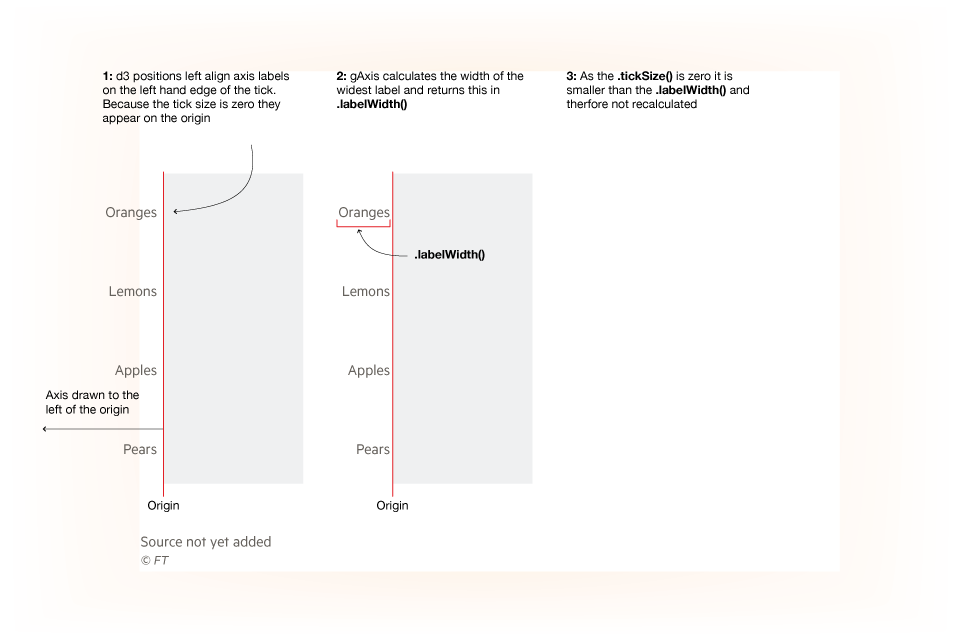 1: d3 positions left align axis labels
on the left hand edge of the tick.
Because the tick size is zero they
appear on the origin
2: gAxis calculates the width of the
widest label and returns this in
.labelWidth()
3: As the .tickSize() is zero it is
smaller than the .labelWidth() and
therfore not recalculated
Oranges
Lemons
Apples
Axis drawn to the
left of the origin
Pears
Origin
Oranges
.labelWidth()
Lemons
Apples
Pears
Origin
Source not yet added
© FT